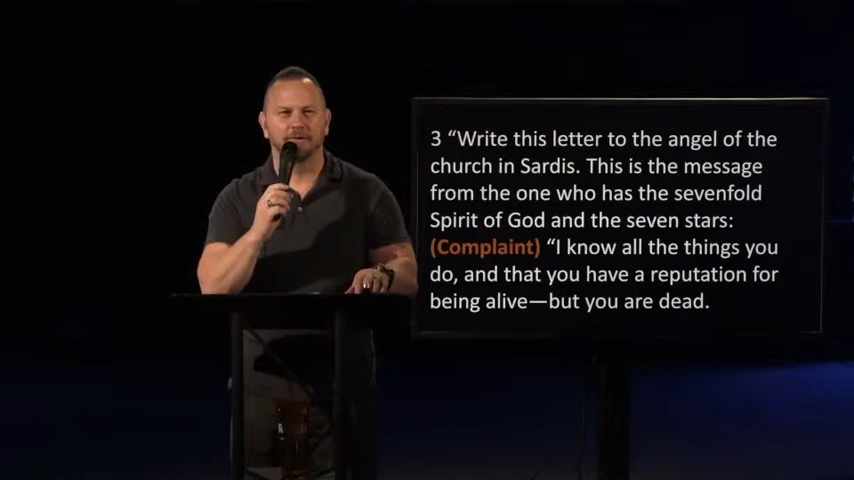 3 “Write this letter to the angel of the
church in Sardis. This is the message
from the one who has the sevenfold
Spirit of God and the seven stars:
(Complaint) “I know all the things you
do, and that you have a reputation for
being alive—but you are dead.